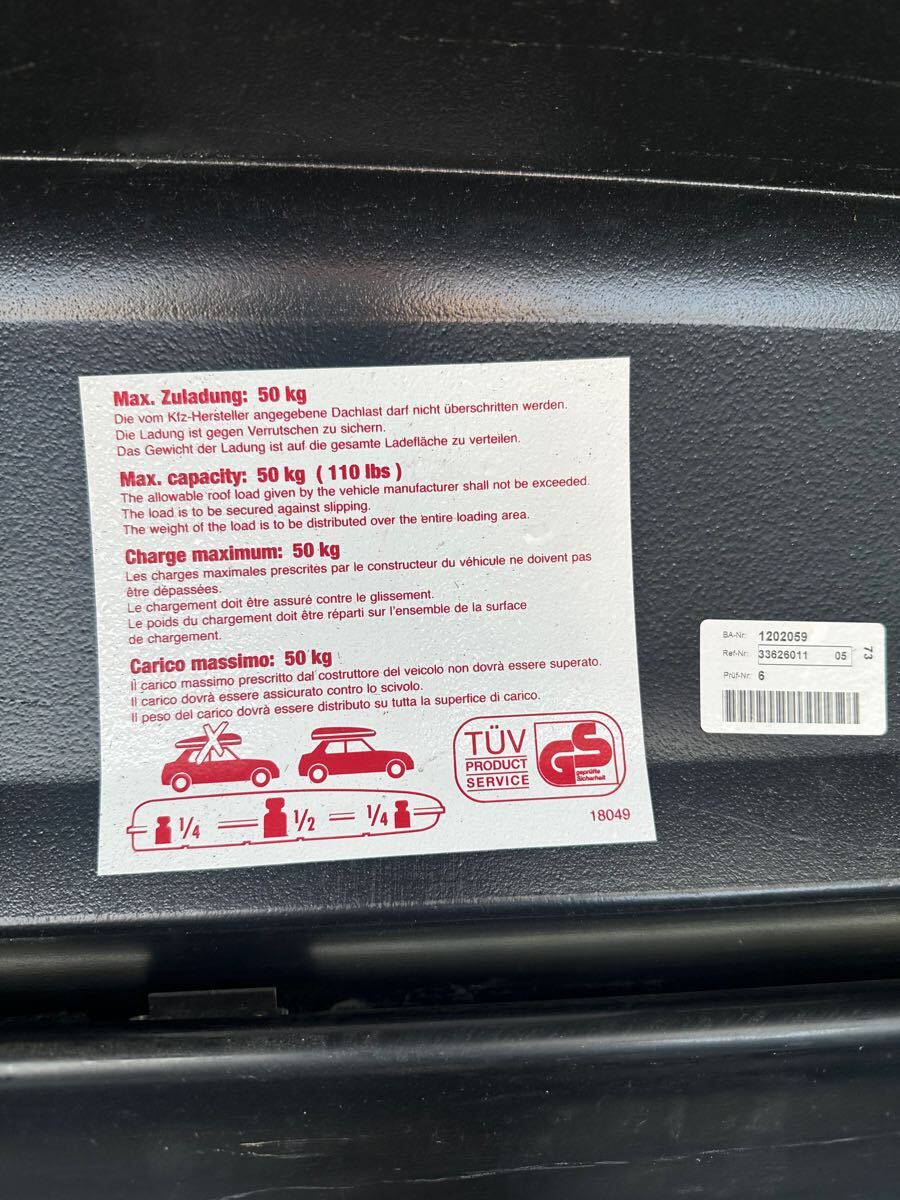 Max. Zuladung: 50 kg
Die vom Kfz-Hersteller angegebene Dachlast darf nicht überschritten werden.
Die Ladung ist gegen Verrutschen zu sichern.
Das Gewicht der Ladung ist auf die gesamte Ladefläche zu verteilen.
Max. capacity: 50 kg ( 110 lbs )
The allowable roof load given by the vehicle manufacturer shall not be exceeded.
The load is to be secured against slipping.
The weight of the load is to be distributed over the entire loading area.
Charge maximum: 50 kg
Les charges maximales prescrites par le constructeur du véhicule ne doivent pas
être dépassées.
Le chargement doit être assuré contre le glissement.
Le poids du chargement doit être réparti sur l'ensemble de la surface
de chargement.
Carico massimo: 50 kg
Il carico massimo prescritto dal costruttore del veicolo non dovrà essere superato.
Il carico dovrà essere assicurato contro lo scivolo.
Il peso del carico dovrà essere distributo su tutta la superfice di carico.
TÜV
PRODUCT
SERVICE
GS
geprüfte
Sicherheit
1/4 = 1/2 = 1/4
18049
BA-Nr: 1202059
Ref-Nr: 33626011 05
Prüf-Nr: 6
73